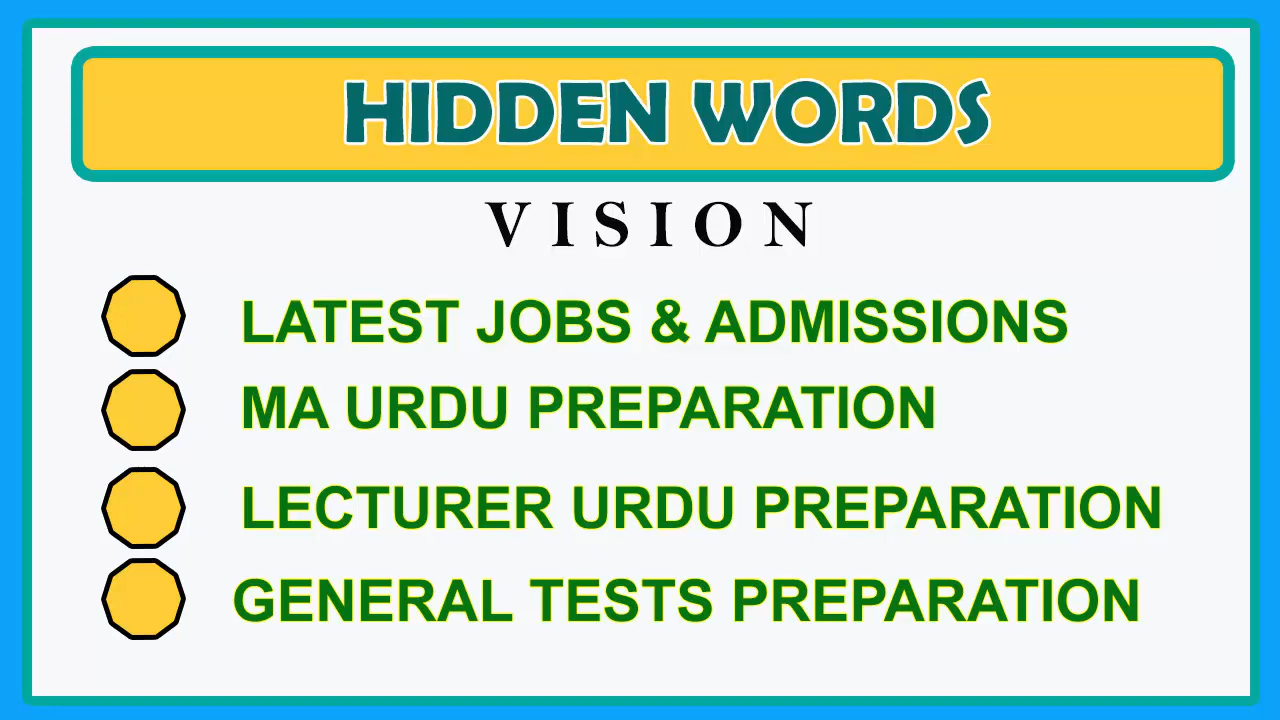 HIDDEN WORDS
VISION
LATEST JOBS & ADMISSIONS
MA URDU PREPARATION
LECTURER URDU PREPARATION
GENERAL TESTS PREPARATION